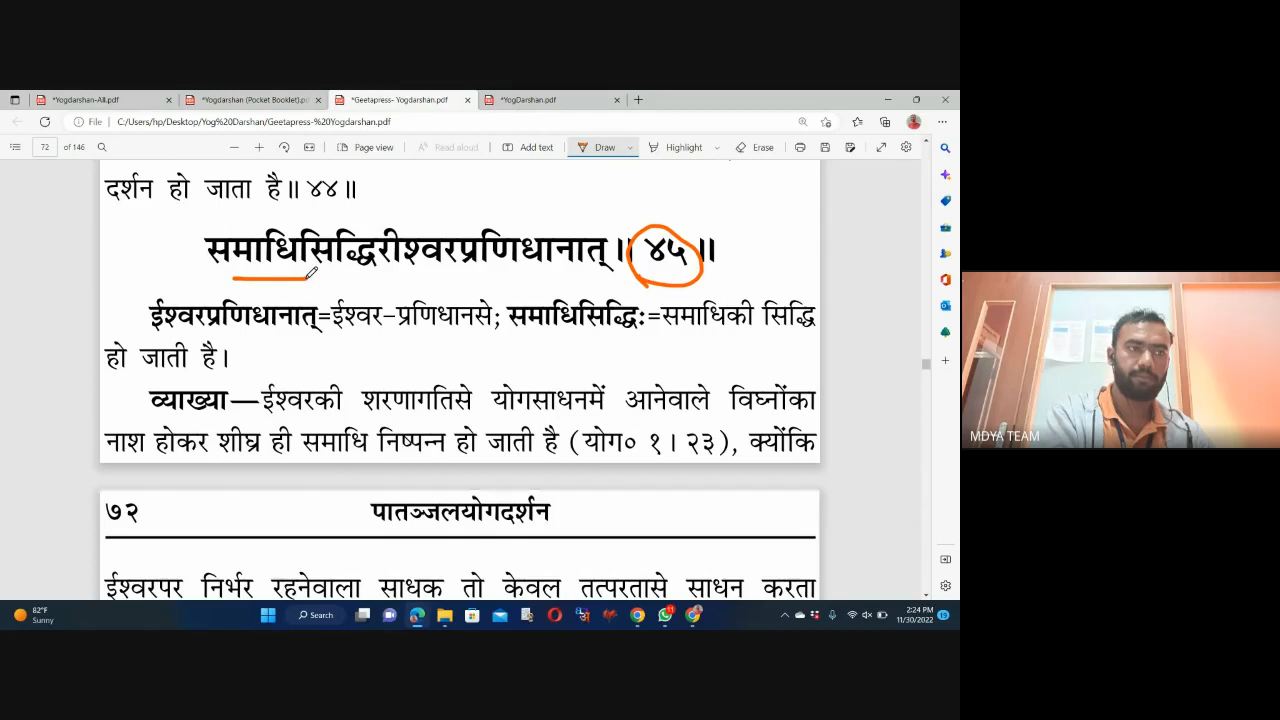 *Yogdarshan-All.pdf
*Yogdarshan (Pocket Booklet).p
*Geetapress- Yogdarshan.pdf
*YogDarshan.pdf
File
C:/Users/hp/Desktop/Yog%20Darshan/Geetapress-%20Yogdarshan.pdf
72 of 146
Page view
Read aloud
Add text
Draw
Highlight
Erase
दर्शन हो जाता है॥ ४४॥
समाधिसिद्धिरीश्वरप्रणिधानात्॥ ४५॥
ईश्वरप्रणिधानात्=ईश्वर-प्रणिधानसे; समाधिसिद्धिः=समाधिकी सिद्धि
हो जाती है।
व्याख्या—ईश्वरकी शरणागतिसे योगसाधनमें आनेवाले विघ्नोंका
नाश होकर शीघ्र ही समाधि निष्पन्न हो जाती है (योग० १। २३), क्योंकि
७२ पातञ्जलयोगदर्शन
ईश्वरपर निर्भर रहनेवाला साधक तो केवल तत्परतासे साधन करता
MDYA TEAM
82°F
Sunny
Search
11
2:24 PM
11/30/2022